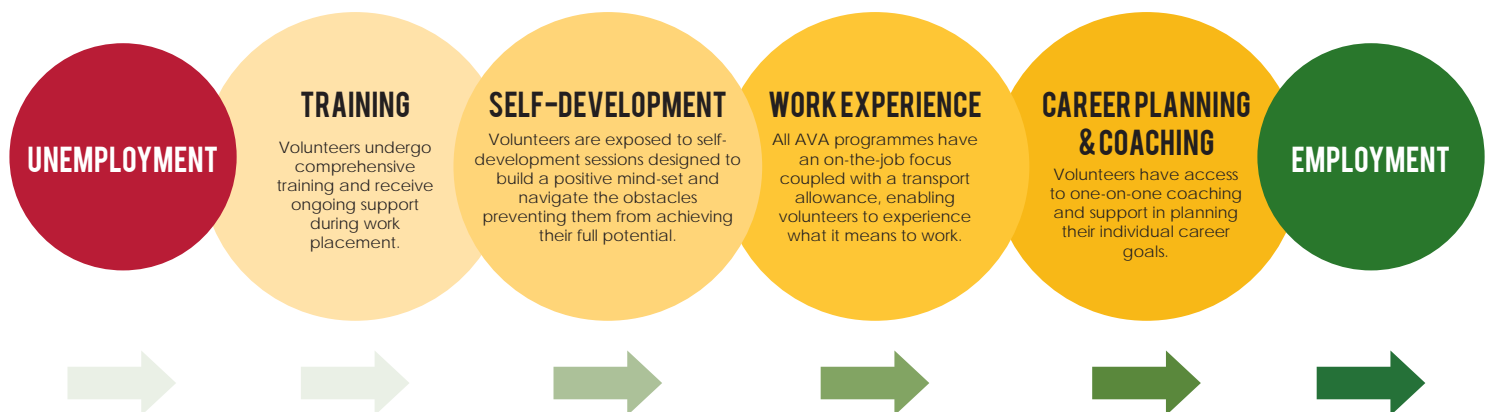 UNEMPLOYMENT
TRAINING
Volunteers undergo
comprehensive
training and receive
ongoing support
during work
placement.
SELF-DEVELOPMENT
Volunteers are exposed to self-
development sessions designed to
build a positive mind-set and
navigate the obstacles
preventing them from achieving
their full potential.
WORK EXPERIENCE
All AVA programmes have
an on-the-job focus
coupled with a transport
allowance, enabling
volunteers to experience
what it means to work.
CAREER PLANNING
& COACHING
Volunteers have access
to one-on-one coaching
and support in planning
their individual career
goals.
EMPLOYMENT